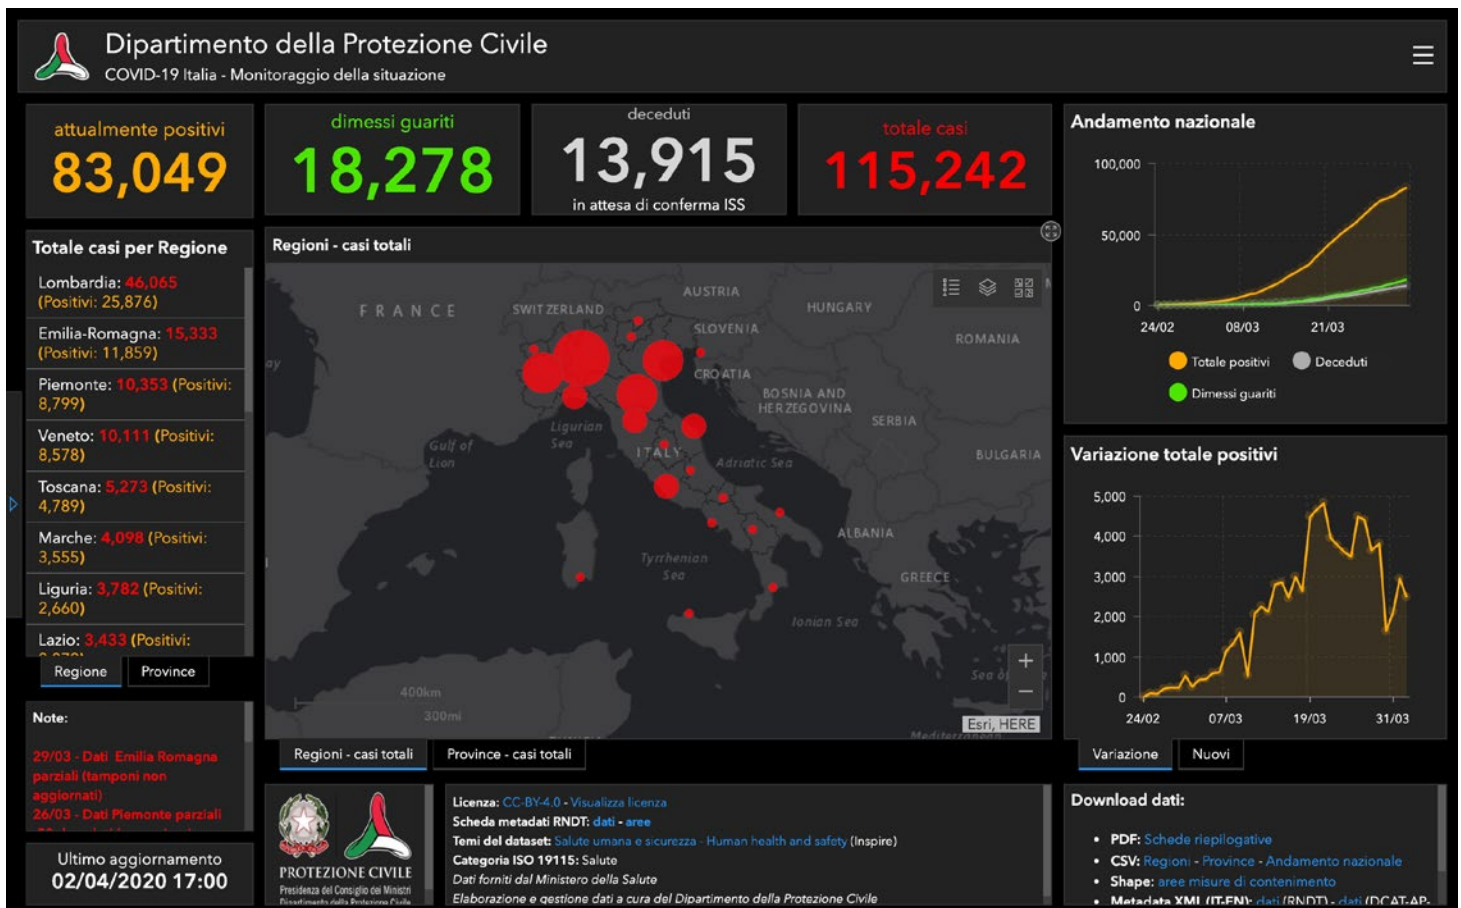 Dipartimento della Protezione Civile
COVID-19 Italia - Monitoraggio della situazione
attualmente positivi
83,049
dimessi guariti
18,278
deceduti
13,915
in attesa di conferma ISS
totale casi
115,242
Totale casi per Regione
Lombardia: 46,065
(Positivi: 25,876)
Emilia-Romagna: 15,333
(Positivi: 11,859)
Piemonte: 10,353 (Positivi:
8,799)
Veneto: 10,111 (Positivi:
8,578)
Toscana: 5,273 (Positivi:
4,789)
Marche: 4,098 (Positivi:
3,555)
Liguria: 3,782 (Positivi:
2,660)
Lazio: 3,433 (Positivi:
Regione Province
Note:
29/03 - Dati Emilia Romagna
parziali (tamponi non
aggiornati)
26/03 - Dati Piemonte parziali
Ultimo aggiornamento
02/04/2020 17:00
Regioni - casi totali
FRANCE
SWITZERLAND
AUSTRIA
HUNGARY
SLOVENIA
ROMANIA
CROATIA
BOSNIA AND
HERZEGOVINA
SERBIA
Ligurian
Sea
Gulf of
Lion
ITALY
Adriatic Sea
BULGARIA
ALBANIA
Tyrrhenian
Sea
GREECE
Ionian Sea
400km
300mi
+
−
Esri, HERE
Regioni - casi totali Province - casi totali
PROTEZIONE CIVILE
Presidenza del Consiglio dei Ministri
Dipartimento della Protezione Civile
Licenza: CC-BY-4.0 - Visualizza licenza
Scheda metadati RNDT: dati - aree
Temi del dataset: Salute umana e sicurezza - Human health and safety (Inspire)
Categoria ISO 19115: Salute
Dati forniti dal Ministero della Salute
Elaborazione e gestione dati a cura del Dipartimento della Protezione Civile
Andamento nazionale
100,000
50,000
0
24/02 08/03 21/03
Totale positivi Deceduti
Dimessi guariti
Variazione totale positivi
5,000
4,000
3,000
2,000
1,000
0
24/02 07/03 19/03 31/03
Variazione Nuovi
Download dati:
• PDF: Schede riepilogative
• CSV: Regioni - Province - Andamento nazionale
• Shape: aree misure di contenimento
• Metadata XML (IT-EN): dati (RNDT) - dati (DCAT-AP-